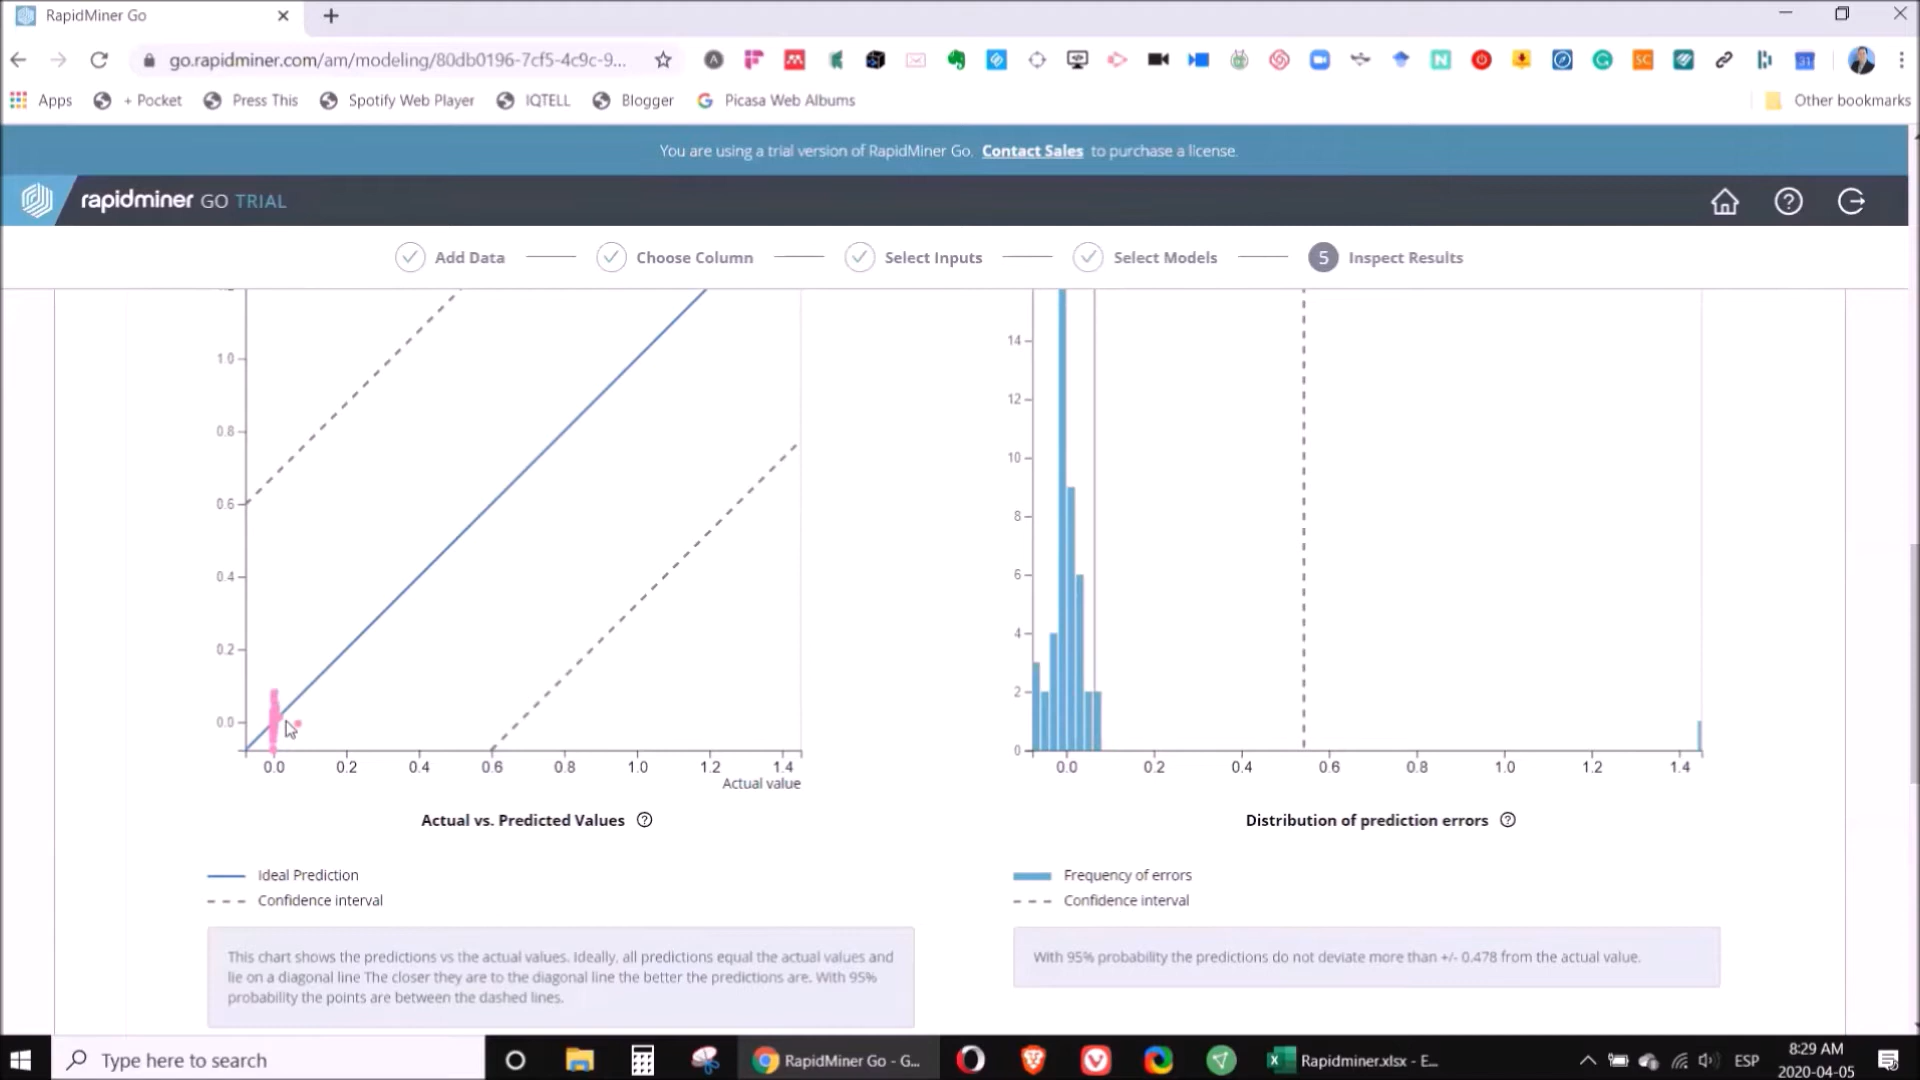 RapidMiner Go
go.rapidminer.com/am/modeling/80db0196-7cf5-4c9c-9...
Apps
+ Pocket
Press This
Spotify Web Player
IQTELL
Blogger
Picasa Web Albums
Other bookmarks
You are using a trial version of RapidMiner Go. Contact Sales to purchase a license.
rapidminer GO TRIAL
Add Data
Choose Column
Select Inputs
Select Models
5 Inspect Results
1.0
0.8
0.6
0.4
0.2
0.0
0.0 0.2 0.4 0.6 0.8 1.0 1.2 1.4
Actual value
Actual vs. Predicted Values ?
Ideal Prediction
Confidence interval
This chart shows the predictions vs the actual values. Ideally, all predictions equal the actual values and
lie on a diagonal line The closer they are to the diagonal line the better the predictions are. With 95%
probability the points are between the dashed lines.
14
12
10
8
6
4
2
0
0.0 0.2 0.4 0.6 0.8 1.0 1.2 1.4
Distribution of prediction errors ?
Frequency of errors
Confidence interval
With 95% probability the predictions do not deviate more than +/- 0.478 from the actual value.
Type here to search
RapidMiner Go - G...
Rapidminer.xlsx - E...
ESP
8:29 AM
2020-04-05